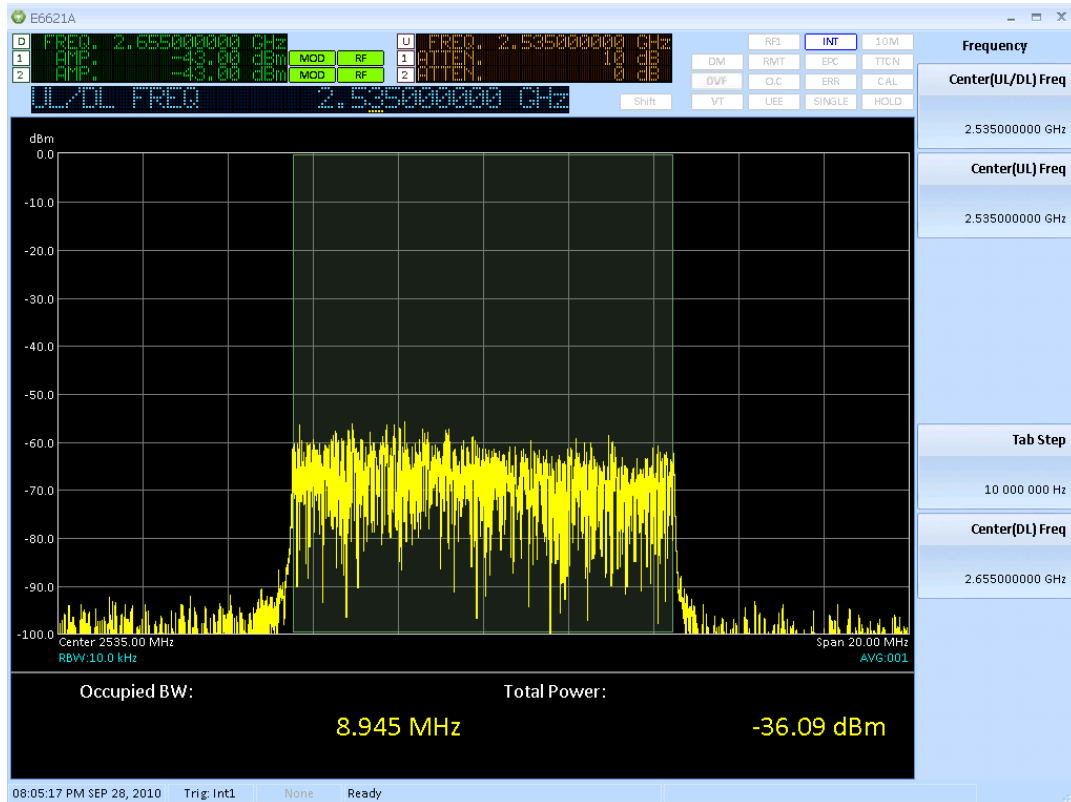 E6621A
D FREQ. 2.655000000 GHz
1 AMP. -43.00 dBm MOD RF
2 AMP. -43.00 dBm MOD RF
U FREQ. 2.535000000 GHz
1 ATTEN. 10 dB
2 ATTEN. 0 dB
UL/DL FREQ 2.535000000 GHz
Shift
RF1 INT 10M
DM RMT EPC TTCN
OVF O.C ERR CAL
VT UEE SINGLE HOLD
Frequency
Center(UL/DL) Freq
2.535000000 GHz
Center(UL) Freq
2.535000000 GHz
Tab Step
10 000 000 Hz
Center(DL) Freq
2.655000000 GHz
dBm
0.0
-10.0
-20.0
-30.0
-40.0
-50.0
-60.0
-70.0
-80.0
-90.0
-100.0
Center 2535.00 MHz Span 20.00 MHz
RBW:10.0 kHz AVG:001
Occupied BW: Total Power:
8.945 MHz -36.09 dBm
08:05:17 PM SEP 28, 2010 Trig: Int1 None Ready